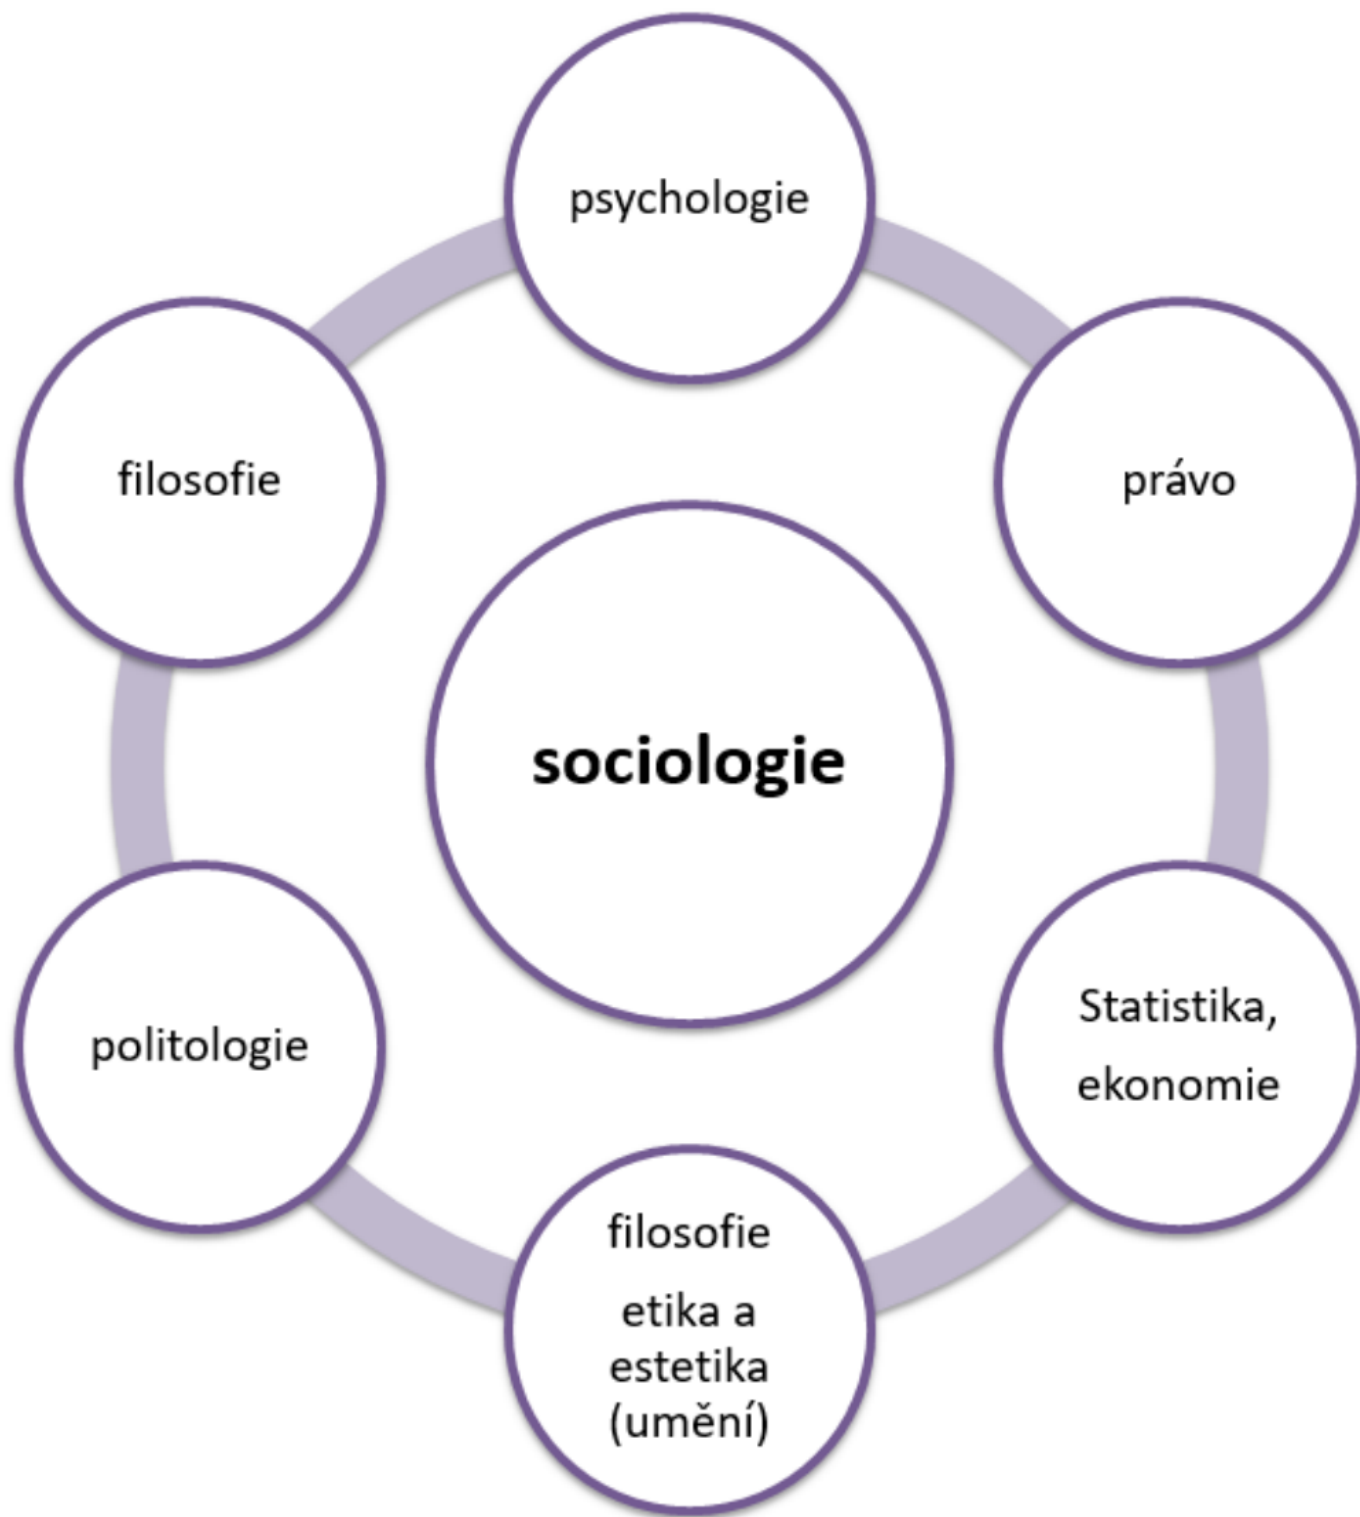 psychologie
filosofie
právo
sociologie
politologie
Statistika,
ekonomie
filosofie
etika a
estetika
(umění)